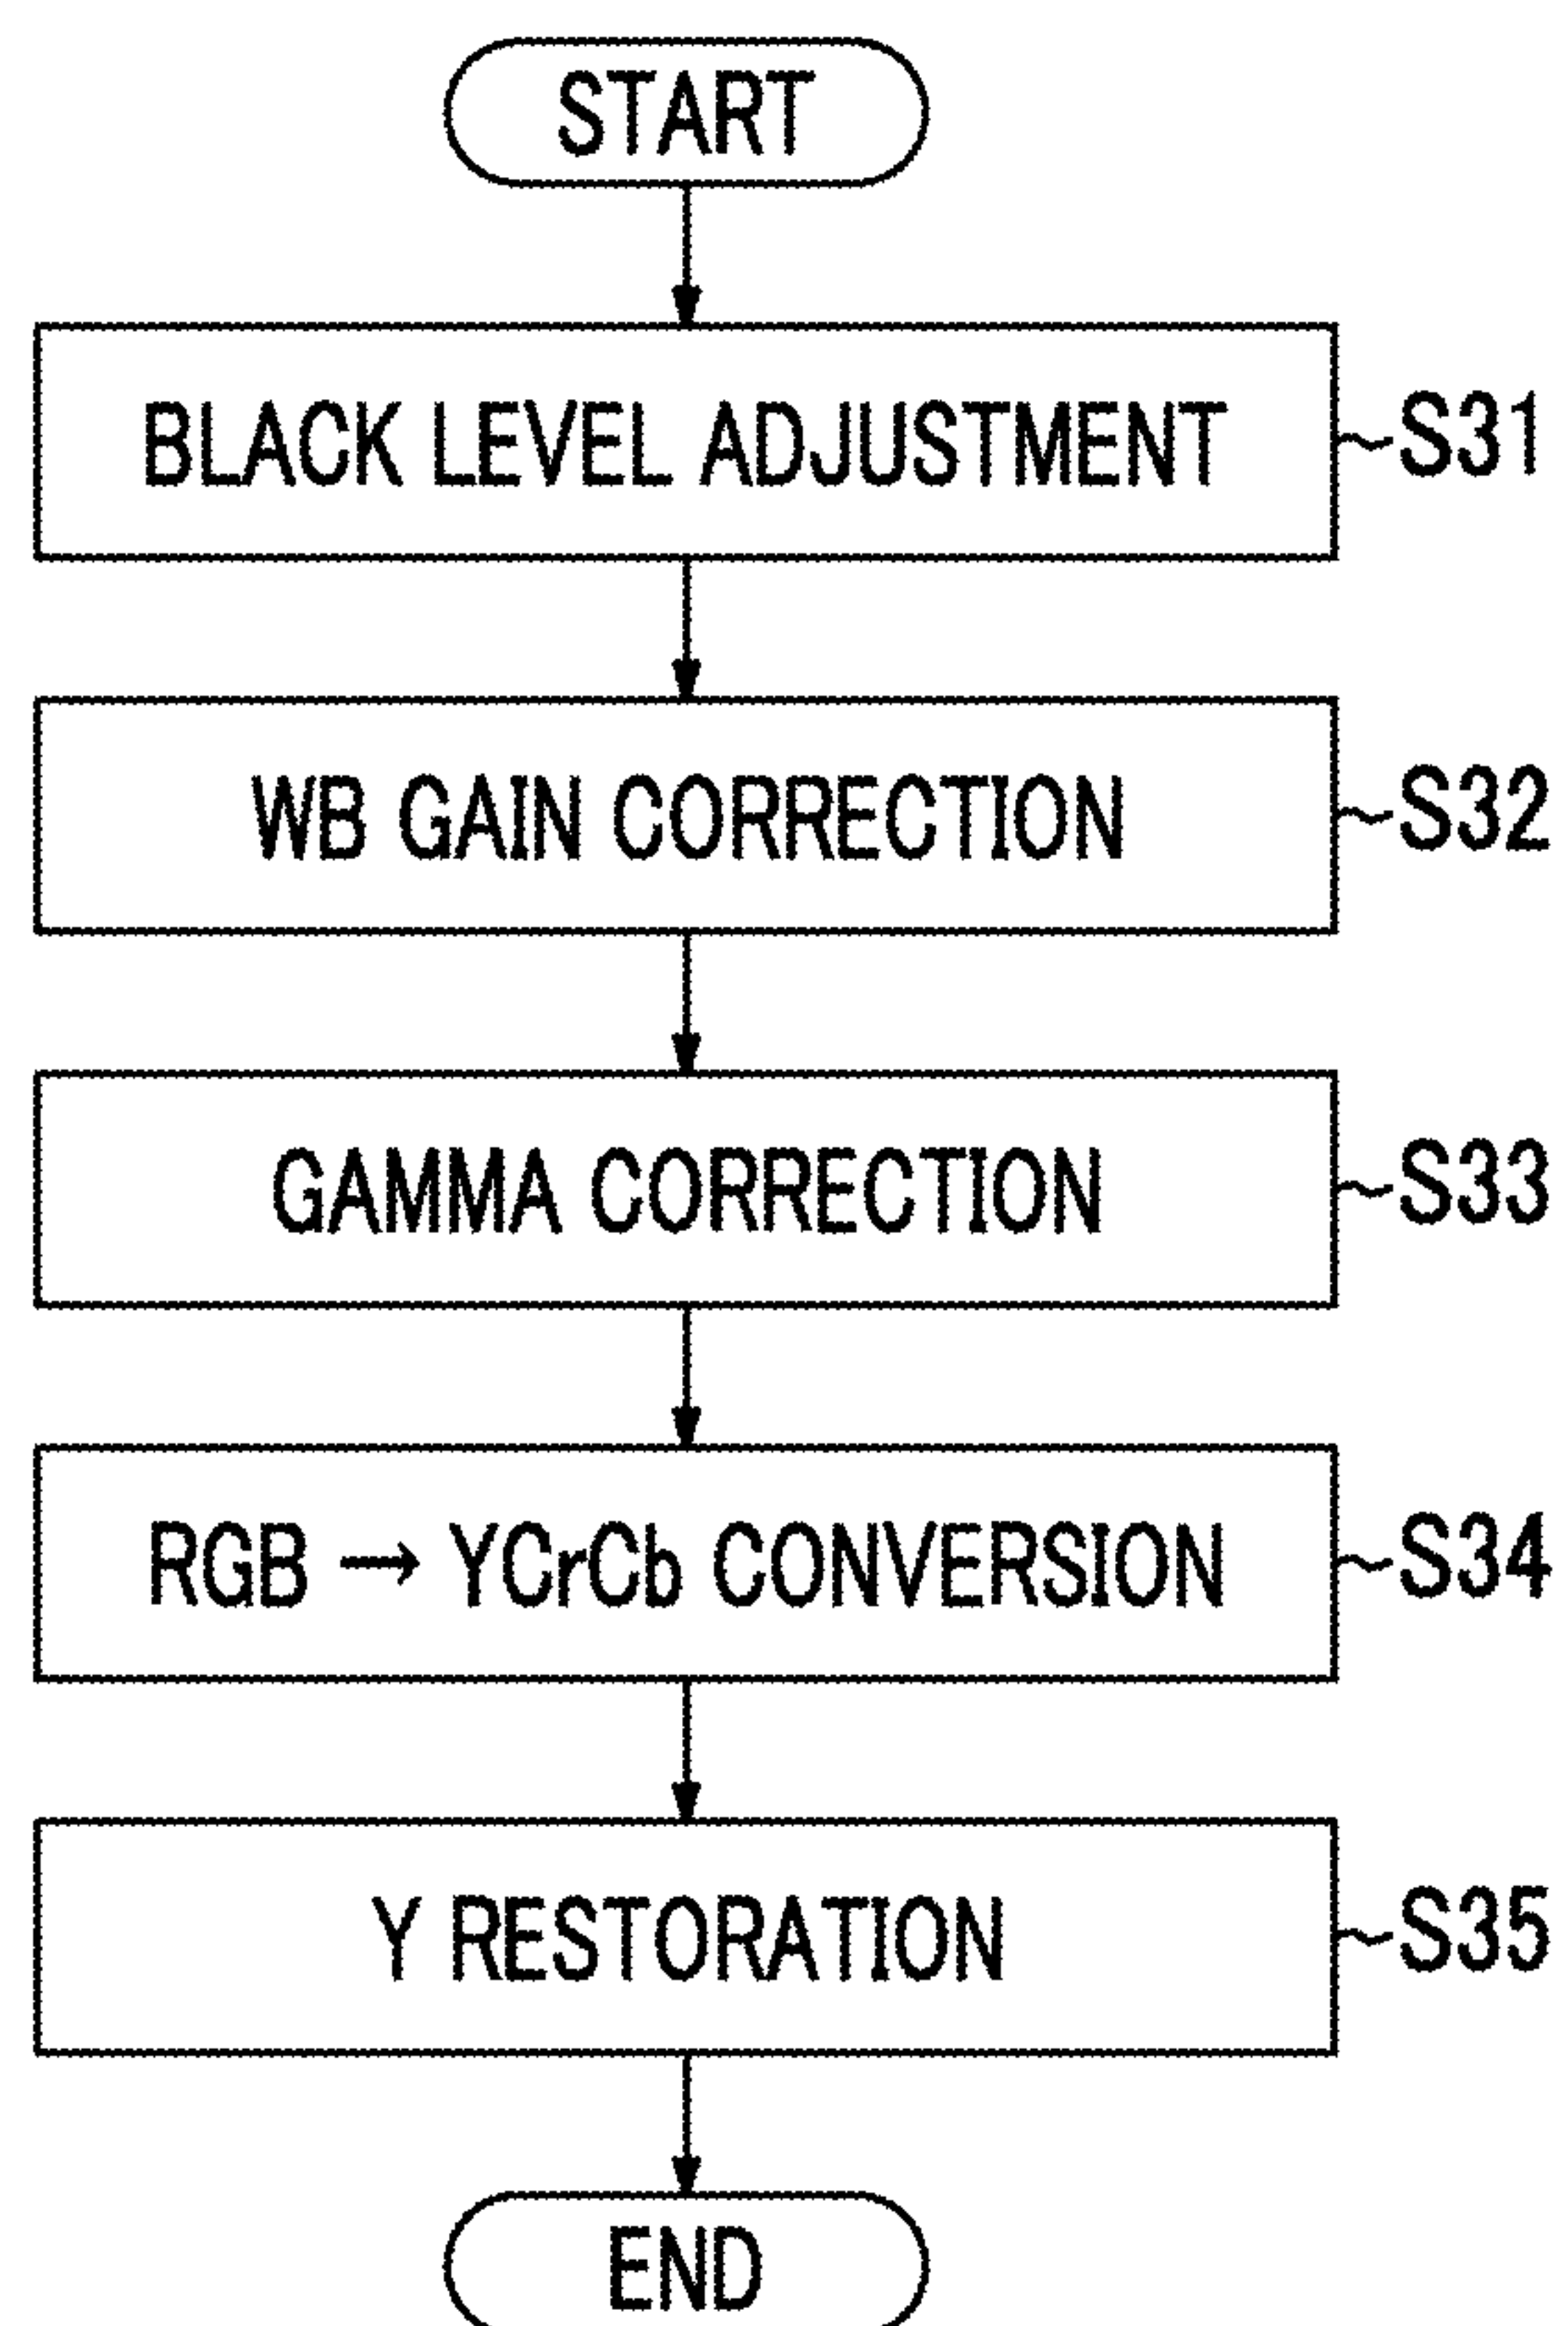 START
BLACK LEVEL ADJUSTMENT
S31
WB GAIN CORRECTION
S32
GAMMA CORRECTION
S33
RGB → YCrCb CONVERSION
S34
Y RESTORATION
S35
END